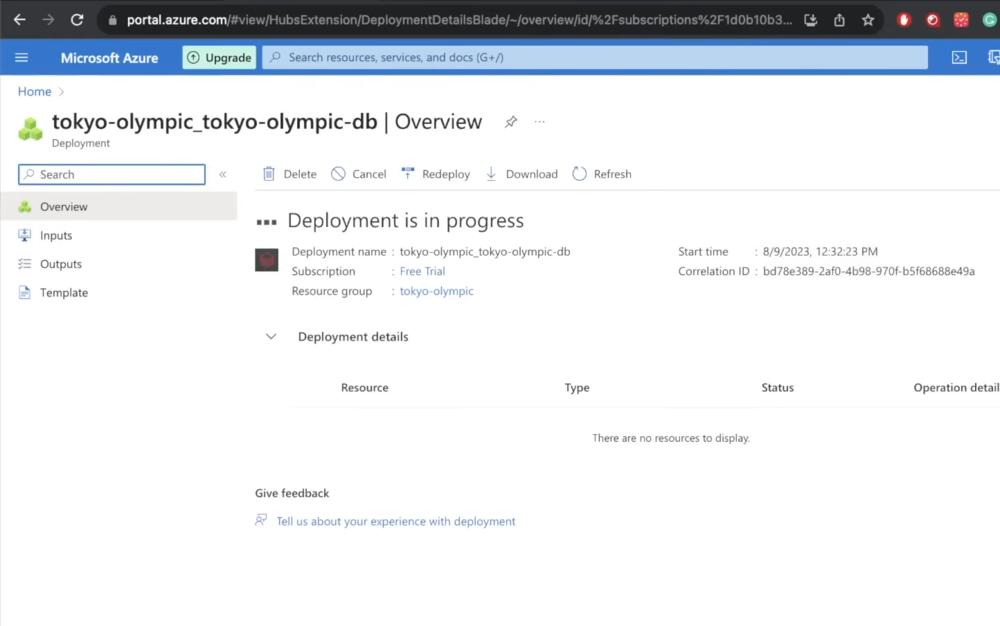 portal.azure.com/#view/HubsExtension/DeploymentDetailsBlade/~/overview/id/%2Fsubscriptions%2F1d0b10b3...
Microsoft Azure Upgrade Search resources, services, and docs (G+/)
Home
tokyo-olympic_tokyo-olympic-db | Overview ...
Deployment
Search « Delete Cancel Redeploy Download Refresh
Overview
Inputs
Outputs
Template
Deployment is in progress
Deployment name : tokyo-olympic_tokyo-olympic-db Start time : 8/9/2023, 12:32:23 PM
Subscription : Free Trial Correlation ID : bd78e389-2af0-4b98-970f-b5f68688e49a
Resource group : tokyo-olympic
Deployment details
Resource Type Status Operation detail
There are no resources to display.
Give feedback
Tell us about your experience with deployment